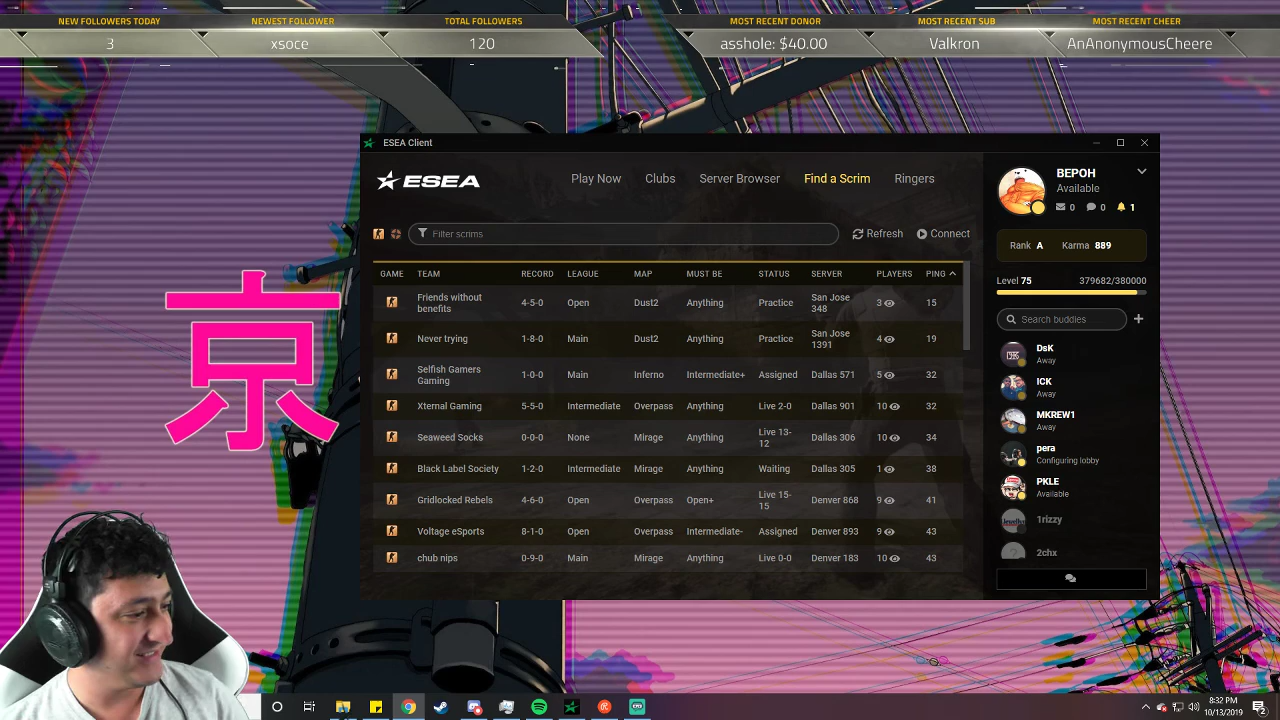 NEW FOLLOWERS TODAY NEWEST FOLLOWER TOTAL FOLLOWERS MOST RECENT DONOR MOST RECENT SUB MOST RECENT CHEER
3 xsoce 120 asshole: $40.00 Valkron AnAnonymousCheere
京
ESEA Client
ESEA Play Now Clubs Server Browser Find a Scrim Ringers
Filter scrims Refresh Connect
GAME TEAM RECORD LEAGUE MAP MUST BE STATUS SERVER PLAYERS PING
Friends without benefits 4-5-0 Open Dust2 Anything Practice San Jose 348 3 15
Never trying 1-8-0 Main Dust2 Anything Practice San Jose 1391 4 19
Selfish Gamers Gaming 1-0-0 Main Inferno Intermediate+ Assigned Dallas 571 5 32
Xternal Gaming 5-5-0 Intermediate Overpass Anything Live 2-0 Dallas 901 10 32
Seaweed Socks 0-0-0 None Mirage Anything Live 13-12 Dallas 306 10 34
Black Label Society 1-2-0 Intermediate Mirage Anything Waiting Dallas 305 1 38
Gridlocked Rebels 4-6-0 Open Overpass Open+ Live 15-15 Denver 868 9 41
Voltage eSports 8-1-0 Open Overpass Intermediate- Assigned Denver 893 9 43
chub nips 0-9-0 Main Mirage Anything Live 0-0 Denver 183 10 43
BEPOH
Available
0 0 1
Rank A Karma 889
Level 75 379682/380000
Search buddies
DsK
Away
ICK
Away
MKREW1
Away
pera
Configuring lobby
PKLE
Available
1rizzy
2chx
8:32 PM
10/13/2019
2